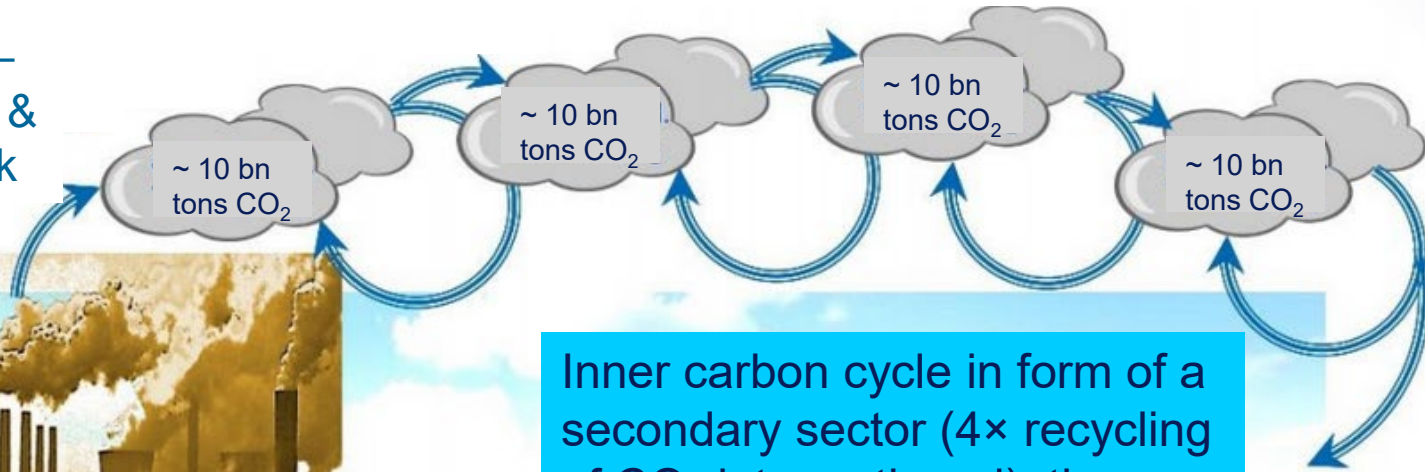 &
k
~ 10 bn
tons CO₂
~ 10 bn
tons CO₂
~ 10 bn
tons CO₂
~ 10 bn
tons CO₂
Inner carbon cycle in form of a
secondary sector (4× recycling